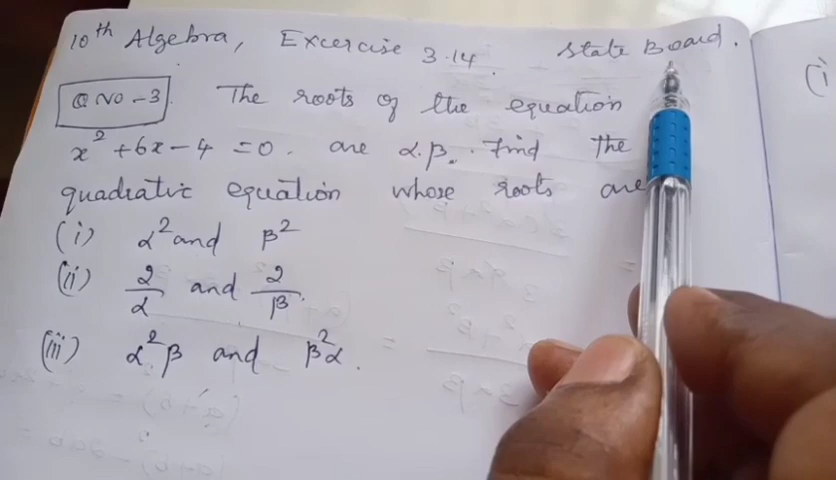 10th Algebra, Excercise 3.14. State Board.
Q NO-3. The roots of the equation
x² + 6x - 4 = 0. are α.β. find the
quadratic equation whose roots are
(i) α² and β²
(ii) 2/α and 2/β.
(iii) α²β and β²α.
(i